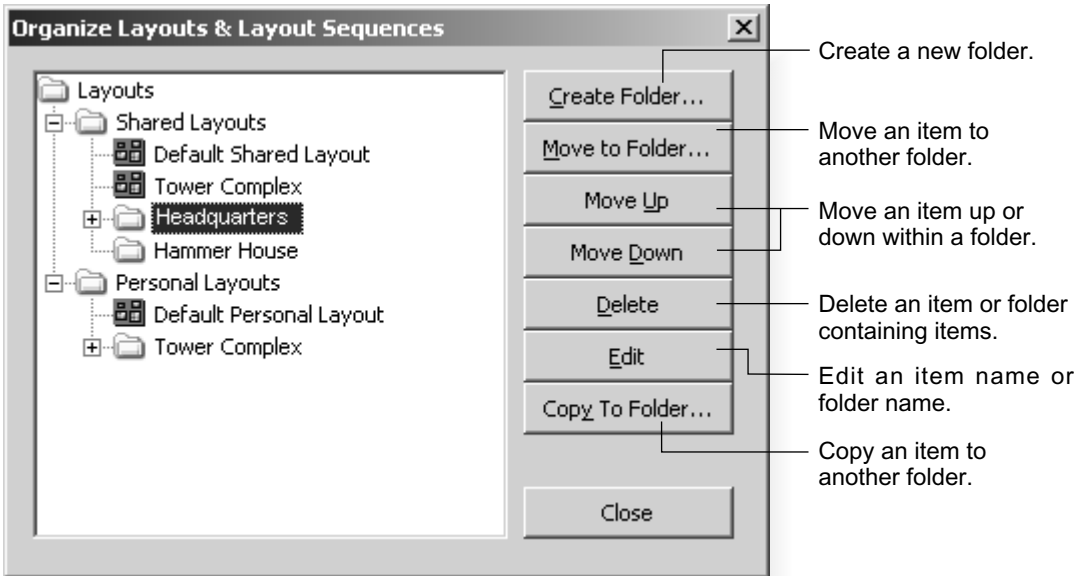 Organize Layouts & Layout Sequences
Layouts
Shared Layouts
Default Shared Layout
Tower Complex
Headquarters
Hammer House
Personal Layouts
Default Personal Layout
Tower Complex
Create Folder...
Move to Folder...
Move Up
Move Down
Delete
Edit
Copy To Folder...
Close
Create a new folder.
Move an item to
another folder.
Move an item up or
down within a folder.
Delete an item or folder
containing items.
Edit an item name or
folder name.
Copy an item to
another folder.